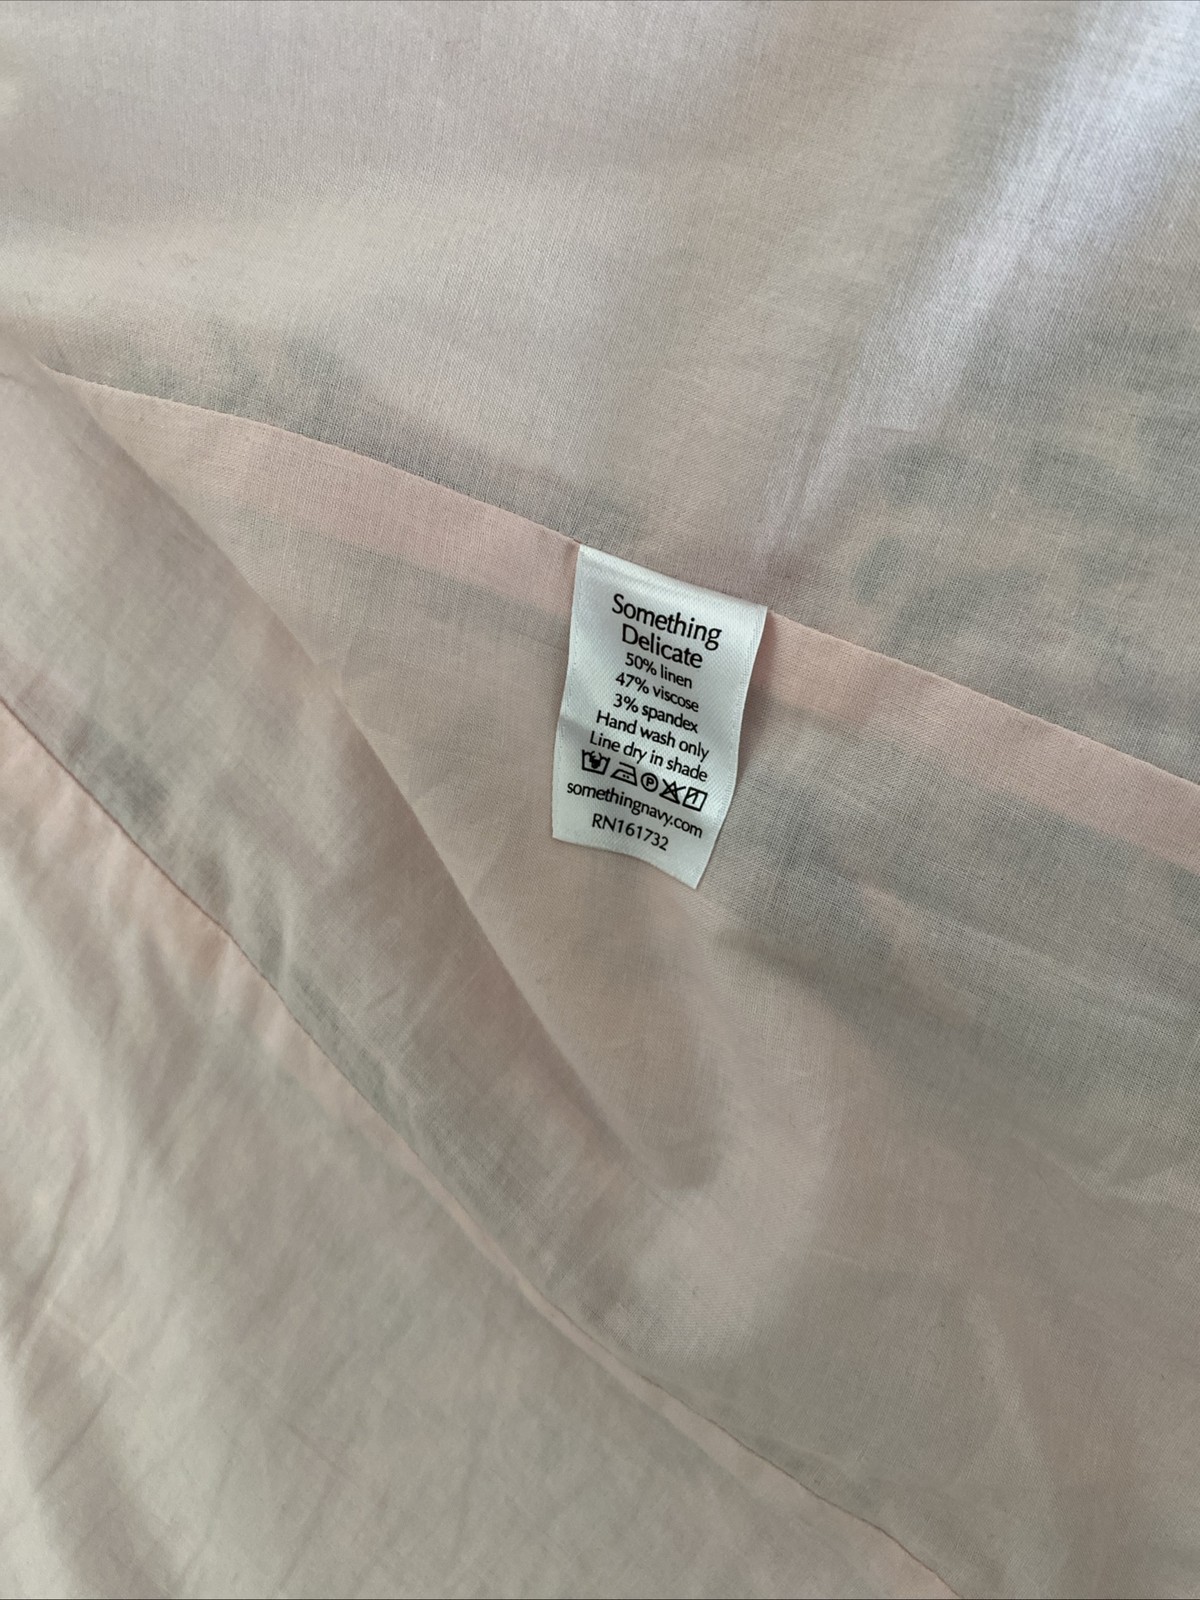 Something
Delicate
50% linen
47% viscose
3% spandex
Hand wash only
Line dry in shade
P
somethingnavy.com
RN161732